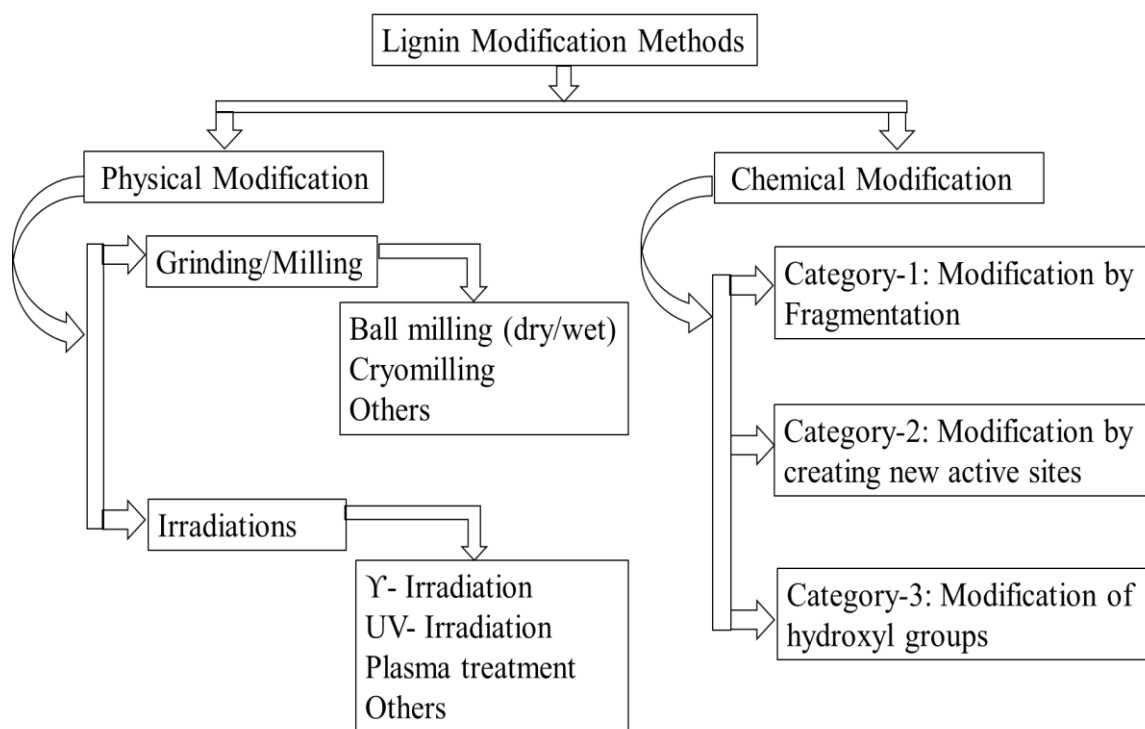 Lignin Modification Methods
Physical Modification
Chemical Modification
Grinding/Milling
Ball milling (dry/wet)
Cryomilling
Others
Irradiations
ϒ- Irradiation
UV- Irradiation
Plasma treatment
Others
Category-1: Modification by
Fragmentation
Category-2: Modification by
creating new active sites
Category-3: Modification of
hydroxyl groups